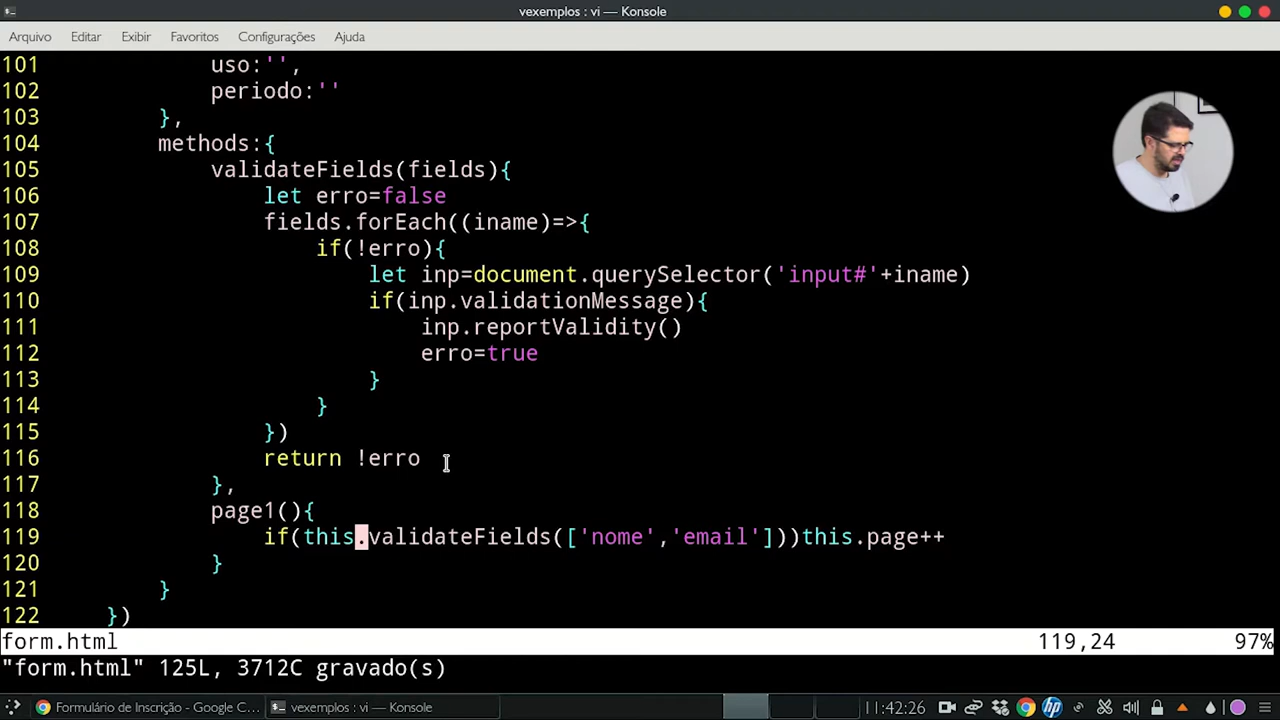 vexemplos : vi — Konsole
Arquivo Editar Exibir Favoritos Configurações Ajuda
101 uso:'',
102 periodo:''
103 },
104 methods:{
105 validateFields(fields){
106 let erro=false
107 fields.forEach((iname)=>{
108 if(!erro){
109 let inp=document.querySelector('input#'+iname)
110 if(inp.validationMessage){
111 inp.reportValidity()
112 erro=true
113 }
114 }
115 })
116 return !erro
117 },
118 page1(){
119 if(this.validateFields(['nome','email']))this.page++
120 }
121 }
122 })
form.html 119,24 97%
"form.html" 125L, 3712C gravado(s)
Formulário de Inscrição - Google C... vexemplos : vi — Konsole 11:42:26